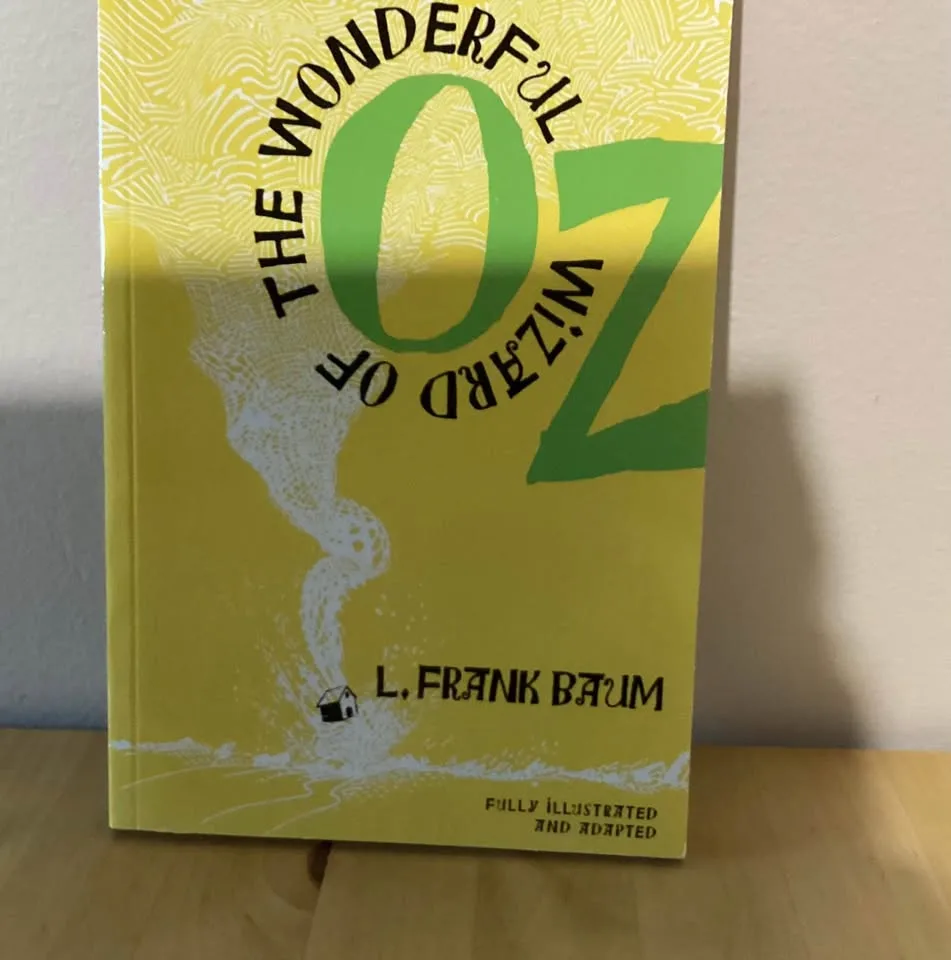 THE WONDERFUL
WIZARD OF
OZ
L. FRANK BAUM
FULLY ILLUSTRATED
AND ADAPTED